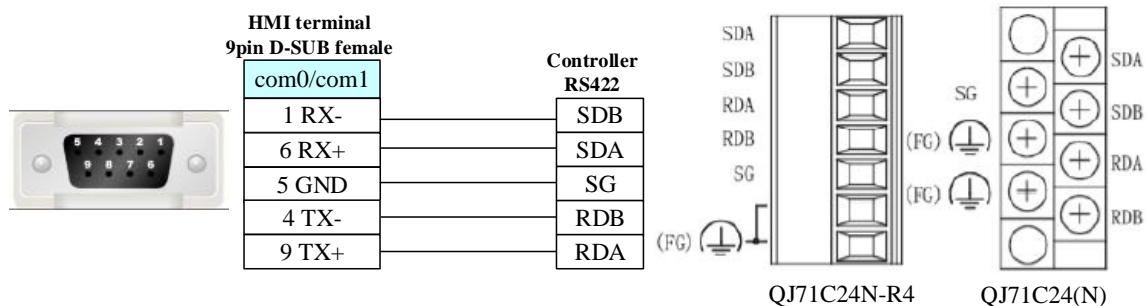 HMI terminal
9pin D-SUB female
com0/com1
1 RX-
6 RX+
5 GND
4 TX-
9 TX+
Controller
RS422
SDB
SDA
SG
RDB
RDA
5 4 3 2 1
9 8 7 6
SDA
SDB
RDA
RDB
SG
(FG)
QJ71C24N-R4
SG
(FG)
(FG)
SDA
SDB
RDA
RDB
QJ71C24(N)